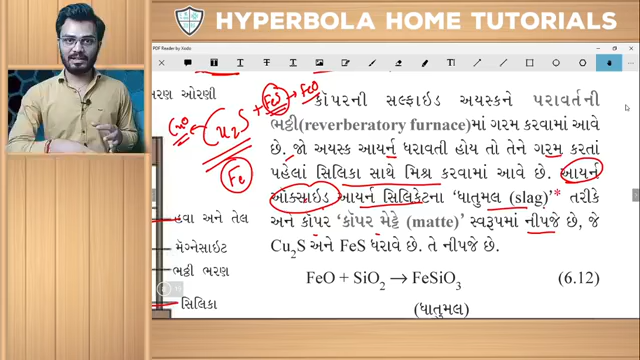 HYPERBOLA HOME TUTORIALS
PDF Reader by Xodo
સરણ ઓરણી
કૉપરની સલ્ફાઇડ અયસ્કને પરાવર્તની
ભઠ્ઠી(reverberatory furnace)માં ગરમ કરવામાં આવે
છે. જો અયસ્ક આયર્ન ધરાવતી હોય તો તેને ગરમ કરતાં
પહેલાં સિલિકા સાથે મિશ્ર કરવામાં આવે છે. આયર્ન
ઑક્સાઇડ આયર્ન સિલિકેટના 'ધાતુમલ (slag)'* તરીકે
અને કૉપર 'કૉપર મેટ્ટે (matte)' સ્વરૂપમાં નીપજે છે, જે
Cu₂S અને FeS ધરાવે છે. તે નીપજે છે.
FeO + SiO₂ → FeSiO₃ (6.12)
(ધાતુમલ)
Cu₂S + FeS → FeO
Fe
હવા અને તેલ
મૅગ્નેસાઇટ
ભઠ્ઠી ભરણ
સિલિકા